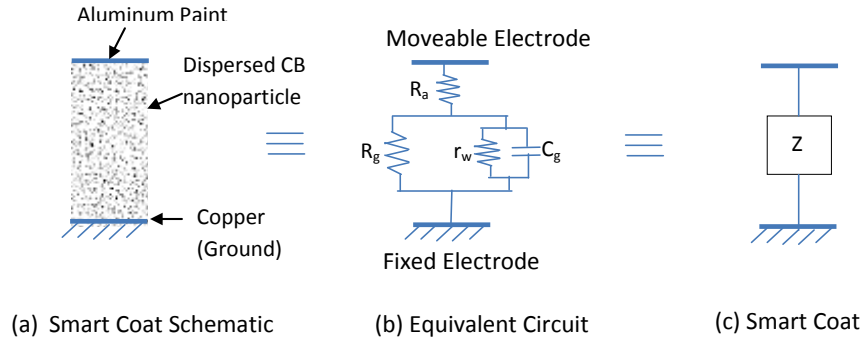 Aluminum Paint
Dispersed CB
nanoparticle
Copper
(Ground)
(a) Smart Coat Schematic
Moveable Electrode
Ra
Rg
rw
Cg
Fixed Electrode
(b) Equivalent Circuit
Z
(c) Smart Coat